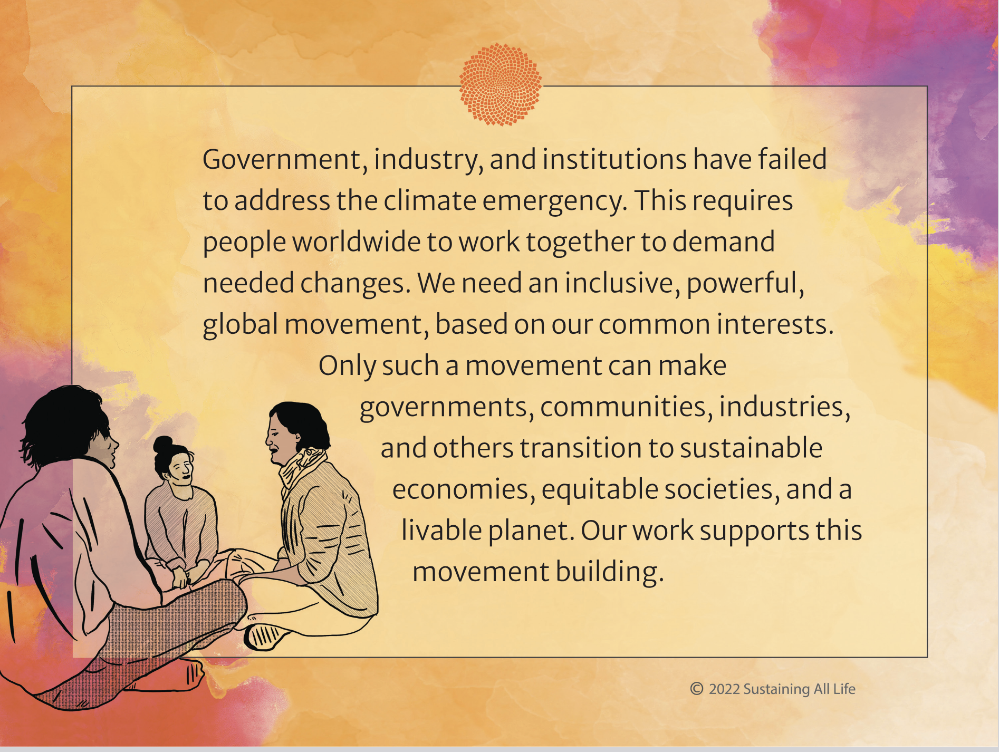 Government, industry, and institutions have failed
to address the climate emergency. This requires
people worldwide to work together to demand
needed changes. We need an inclusive, powerful,
global movement, based on our common interests.
Only such a movement can make
governments, communities, industries,
and others transition to sustainable
economies, equitable societies, and a
livable planet. Our work supports this
movement building.
© 2022 Sustaining All Life